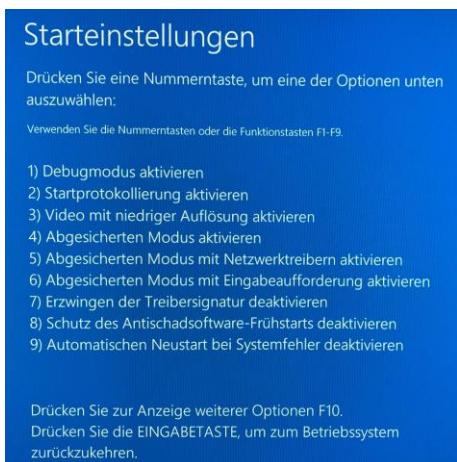 Starteinstellungen
Drücken Sie eine Nummerntaste, um eine der Optionen unten
auszuwählen:
Verwenden Sie die Nummerntasten oder die Funktionstasten F1-F9.
1) Debugmodus aktivieren
2) Startprotokollierung aktivieren
3) Video mit niedriger Auflösung aktivieren
4) Abgesicherten Modus aktivieren
5) Abgesicherten Modus mit Netzwerktreibern aktivieren
6) Abgesicherten Modus mit Eingabeaufforderung aktivieren
7) Erzwingen der Treibersignatur deaktivieren
8) Schutz des Antischadsoftware-Frühstarts deaktivieren
9) Automatischen Neustart bei Systemfehler deaktivieren
Drücken Sie zur Anzeige weiterer Optionen F10.
Drücken Sie die EINGABETASTE, um zum Betriebssystem
zurückzukehren.